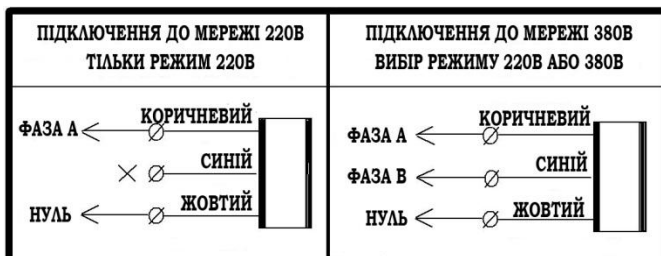 ПІДКЛЮЧЕННЯ ДО МЕРЕЖІ 220В
ТІЛЬКИ РЕЖИМ 220В
КОРИЧНЕВИЙ
ФАЗА А
СИНІЙ
ЖОВТИЙ
НУЛЬ
ПІДКЛЮЧЕННЯ ДО МЕРЕЖІ 380В
ВИБІР РЕЖИМУ 220В АБО 380В
КОРИЧНЕВИЙ
ФАЗА А
СИНІЙ
ФАЗА В
ЖОВТИЙ
НУЛЬ